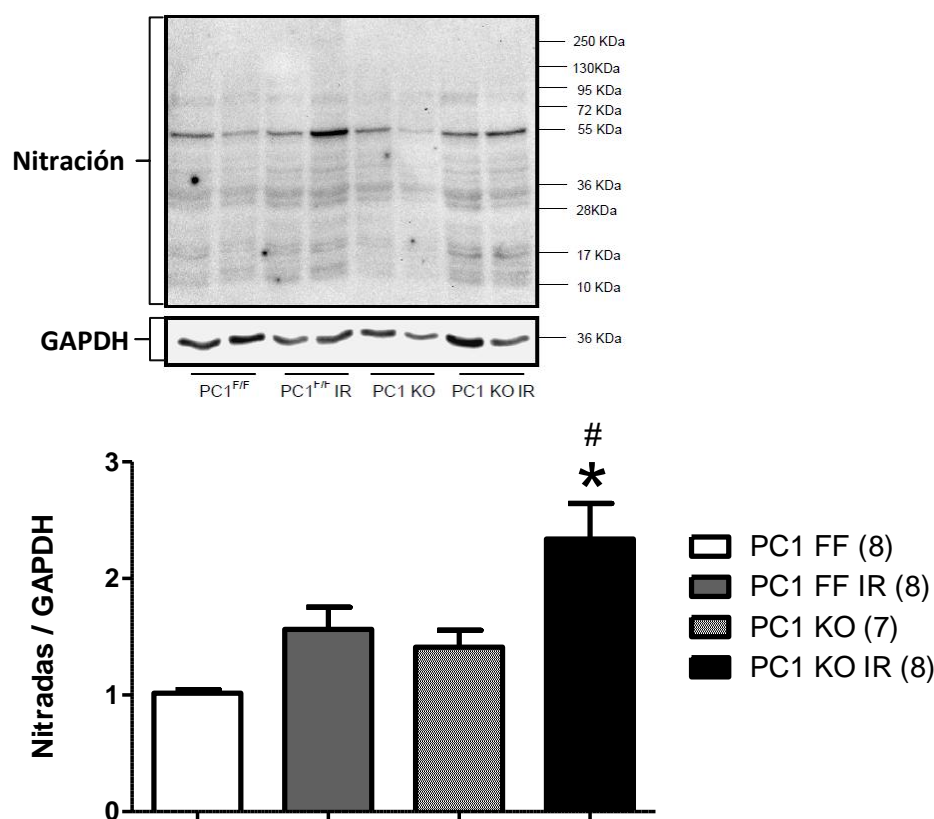 250 KDa
130KDa
95 KDa
72 KDa
55 KDa
Nitración
36 KDa
28KDa
17 KDa
10 KDa
GAPDH
36 KDa
PC1F/F PC1F/F IR PC1 KO PC1 KO IR
#
*
3
2
1
0
Nitradas / GAPDH
PC1 FF (8)
PC1 FF IR (8)
PC1 KO (7)
PC1 KO IR (8)